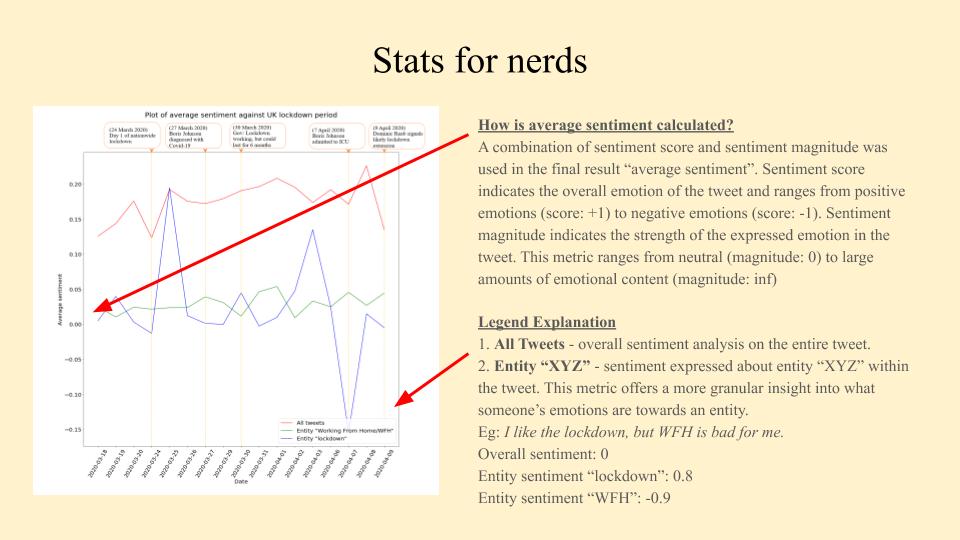 Stats for nerds
Plot of average sentiment against UK lockdown period
(24 March 2020)
Day 1 of nationwide
lockdown
(27 March 2020)
Boris Johnson
diagnosed with
Covid-19
(30 March 2020)
Gov: Lockdown
working, but could
last for 6 months
(7 April 2020)
Boris Johnson
admitted to ICU
(9 April 2020)
Dominic Raab signals
likely lockdown
extension
0.20
0.15
0.10
0.05
0.00
−0.05
−0.10
−0.15
Average sentiment
All tweets
Entity "Working From Home/WFH"
Entity "lockdown"
2020-03-18
2020-03-19
2020-03-20
2020-03-24
2020-03-25
2020-03-26
2020-03-27
2020-03-29
2020-03-30
2020-03-31
2020-04-01
2020-04-02
2020-04-03
2020-04-06
2020-04-07
2020-04-08
2020-04-09
Date
How is average sentiment calculated?
A combination of sentiment score and sentiment magnitude was
used in the final result “average sentiment”. Sentiment score
indicates the overall emotion of the tweet and ranges from positive
emotions (score: +1) to negative emotions (score: -1). Sentiment
magnitude indicates the strength of the expressed emotion in the
tweet. This metric ranges from neutral (magnitude: 0) to large
amounts of emotional content (magnitude: inf)
Legend Explanation
1. All Tweets - overall sentiment analysis on the entire tweet.
2. Entity “XYZ” - sentiment expressed about entity “XYZ” within
the tweet. This metric offers a more granular insight into what
someone’s emotions are towards an entity.
Eg: I like the lockdown, but WFH is bad for me.
Overall sentiment: 0
Entity sentiment “lockdown”: 0.8
Entity sentiment “WFH”: -0.9